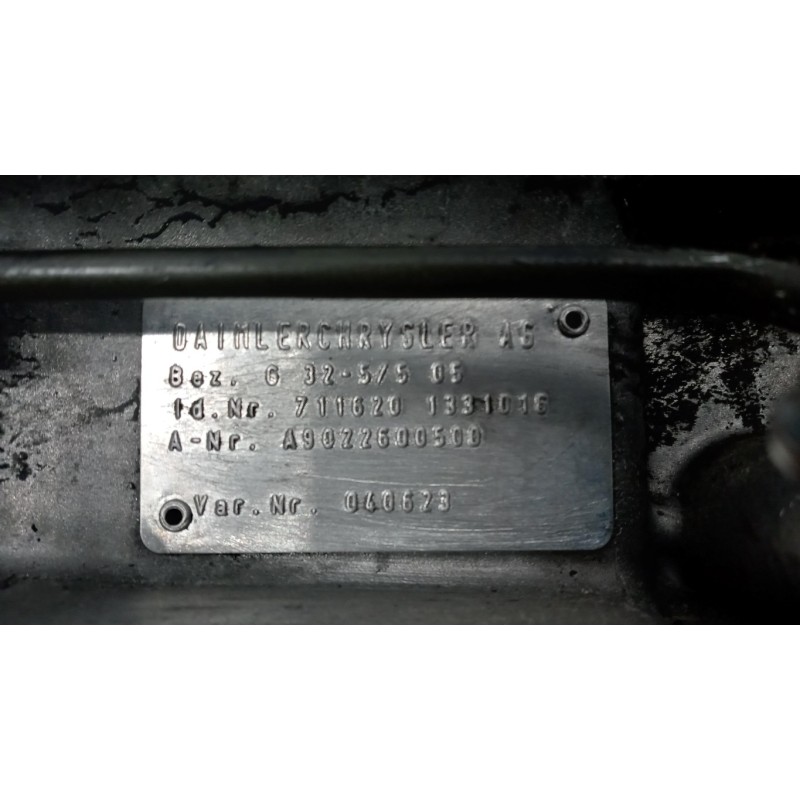 DAIMLERCHRYSLER AG
Bez. G 32-5/5 05
Id.Nr. 711620 1331016
A-Nr. A9022600500
Var.Nr. 040623